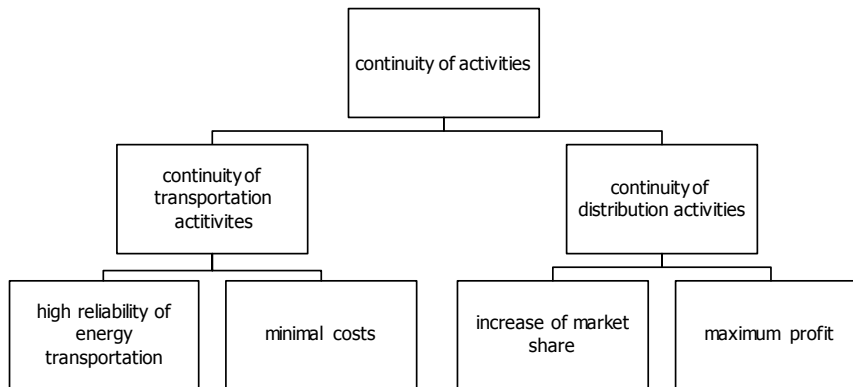 continuity of activities
continuity of
transportation
actitivites
continuity of
distribution activities
high reliability of
energy
transportation
minimal costs
increase of market
share
maximum profit